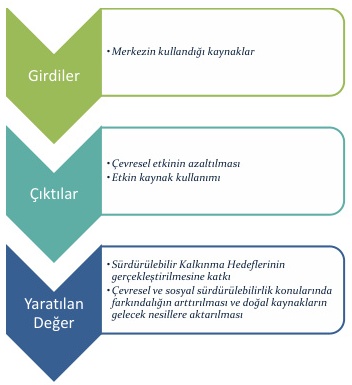 Girdiler
• Merkezin kullandığı kaynaklar
Çıktılar
• Çevresel etkinin azaltılması
• Etkin kaynak kullanımı
Yaratılan
Değer
• Sürdürülebilir Kalkınma Hedeflerinin
gerçekleştirilmesine katkı
• Çevresel ve sosyal sürdürülebilirlik konularında
farkındalığın arttırılması ve doğal kaynakların
gelecek nesillere aktarılması